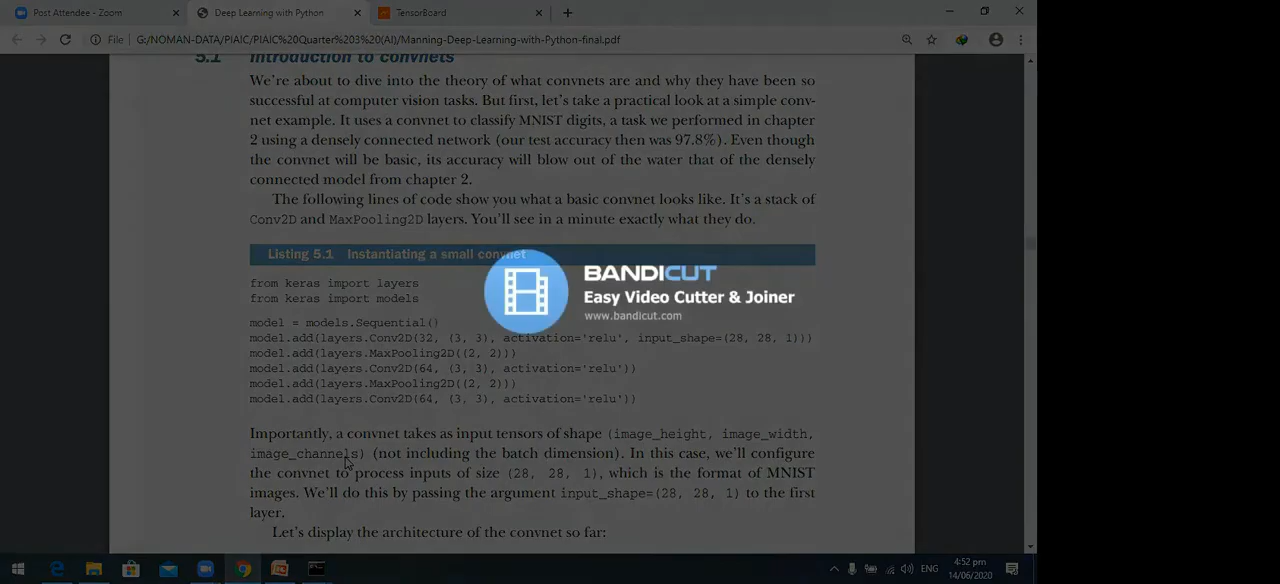 Post Attendee - Zoom
Deep Learning with Python
TensorBoard
File
G:/NOMAN-DATA/PIAIC/PIAIC%20Quarter%203%20(AI)/Manning-Deep-Learning-with-Python-final.pdf
5.1 Introduction to convnets
We're about to dive into the theory of what convnets are and why they have been so
successful at computer vision tasks. But first, let's take a practical look at a simple conv-
net example. It uses a convnet to classify MNIST digits, a task we performed in chapter
2 using a densely connected network (our test accuracy then was 97.8%). Even though
the convnet will be basic, its accuracy will blow out of the water that of the densely
connected model from chapter 2.
The following lines of code show you what a basic convnet looks like. It's a stack of
Conv2D and MaxPooling2D layers. You'll see in a minute exactly what they do.
Listing 5.1 Instantiating a small convnet
from keras import layers
from keras import models
model = models.Sequential()
model.add(layers.Conv2D(32, (3, 3), activation='relu', input_shape=(28, 28, 1)))
model.add(layers.MaxPooling2D((2, 2)))
model.add(layers.Conv2D(64, (3, 3), activation='relu'))
model.add(layers.MaxPooling2D((2, 2)))
model.add(layers.Conv2D(64, (3, 3), activation='relu'))
BANDICUT
Easy Video Cutter & Joiner
www.bandicut.com
Importantly, a convnet takes as input tensors of shape (image_height, image_width,
image_channels) (not including the batch dimension). In this case, we'll configure
the convnet to process inputs of size (28, 28, 1), which is the format of MNIST
images. We'll do this by passing the argument input_shape=(28, 28, 1) to the first
layer.
Let's display the architecture of the convnet so far:
ENG
4:52 pm
14/06/2020